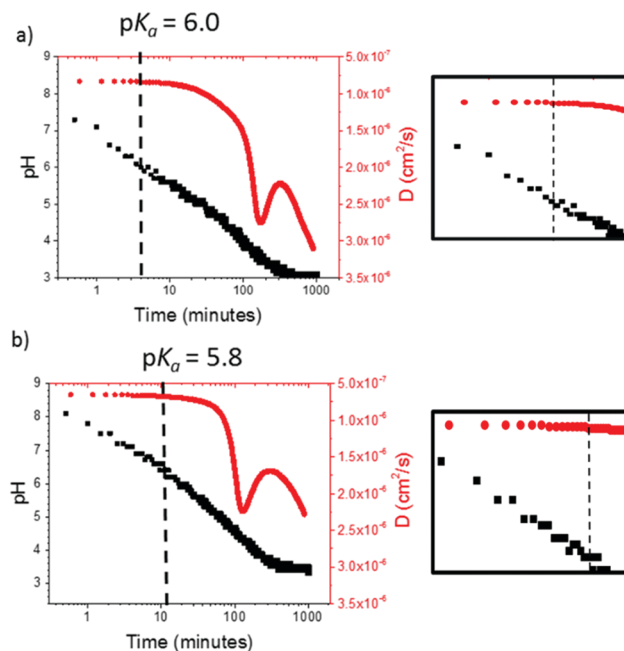 pKₐ = 6.0
a)
9
8
7
6
5
4
3
pH
5.0x10⁻⁷
1.0x10⁻⁶
1.5x10⁻⁶
2.0x10⁻⁶
2.5x10⁻⁶
3.0x10⁻⁶
3.5x10⁻⁶
D (cm²/s)
1 10 100 1000
Time (minutes)
b)
pKₐ = 5.8
9
8
7
6
5
4
3
pH
5.0x10⁻⁷
1.0x10⁻⁶
1.5x10⁻⁶
2.0x10⁻⁶
2.5x10⁻⁶
3.0x10⁻⁶
3.5x10⁻⁶
D (cm²/s)
1 10 100 1000
Time (minutes)